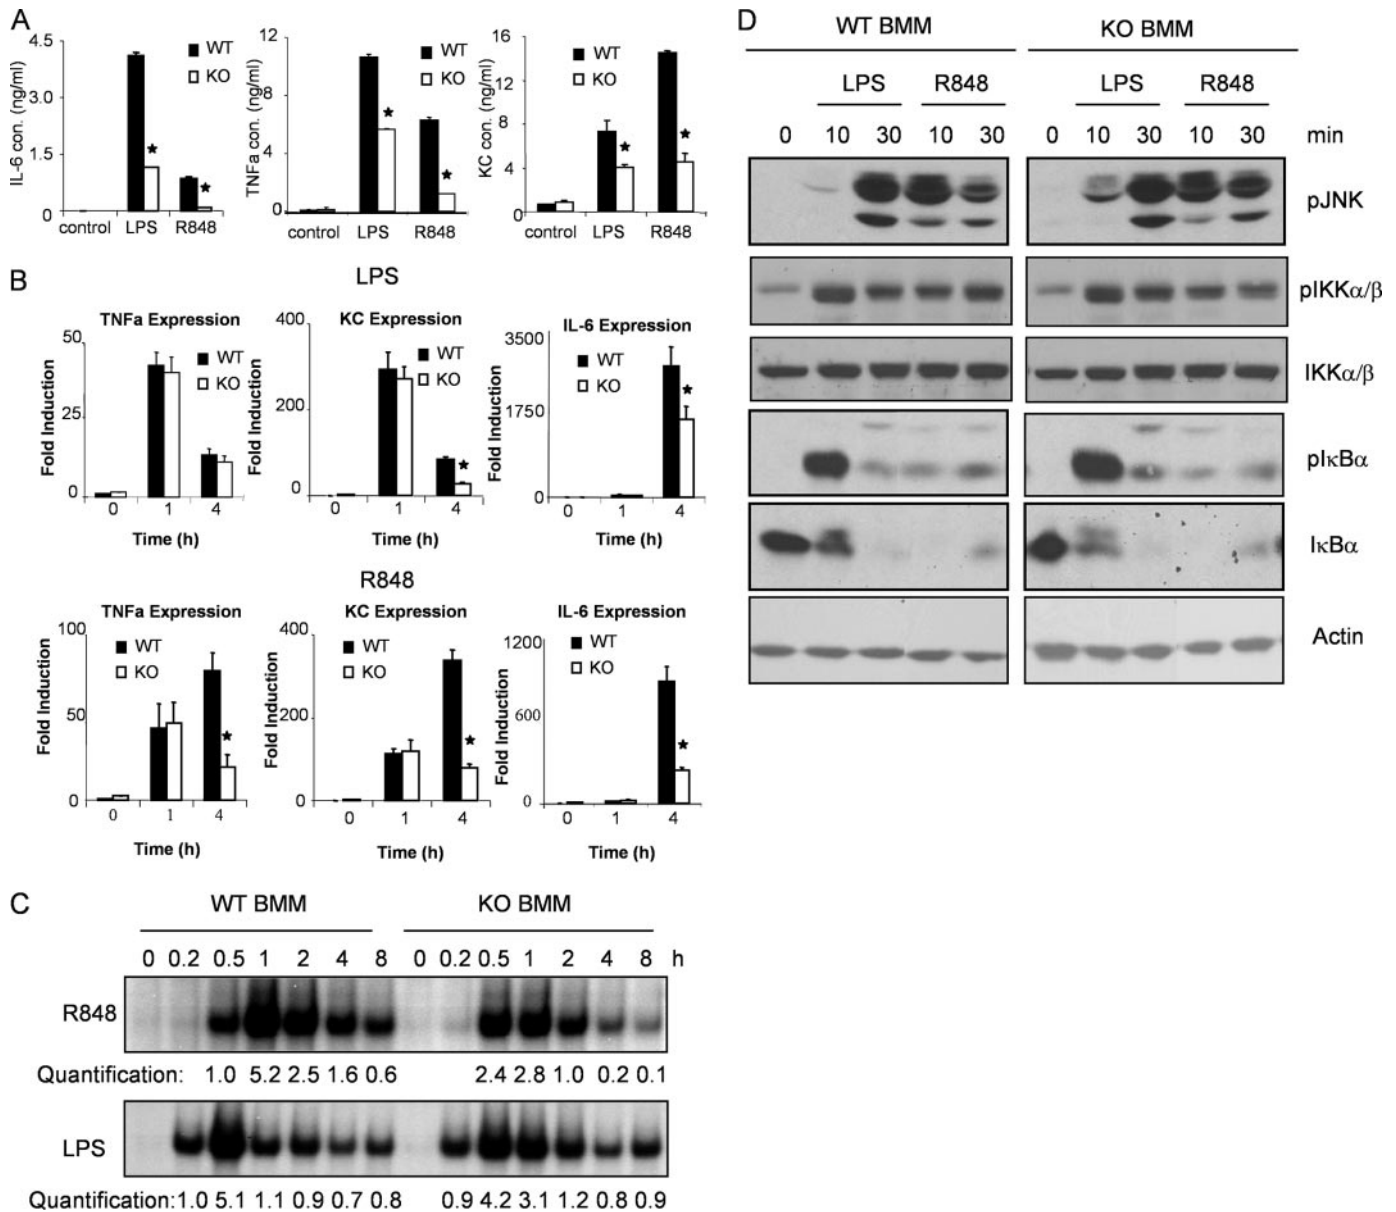 A
IL-6 con. (ng/ml)
4.5
3.0
1.5
0
WT
KO
control
LPS
R848
TNFa con. (ng/ml)
12
8
4
0
WT
KO
control
LPS
R848
KC con. (ng/ml)
16
12
8
4
0
WT
KO
control
LPS
R848
B
LPS
TNFa Expression
Fold Induction
50
25
0
WT
KO
0 1 4
Time (h)
KC Expression
Fold Induction
400
200
0
WT
KO
0 1 4
Time (h)
IL-6 Expression
Fold Induction
3500
1750
0
WT
KO
0 1 4
Time (h)
R848
TNFa Expression
Fold Induction
100
50
0
WT
KO
0 1 4
Time (h)
KC Expression
Fold Induction
400
200
0
WT
KO
0 1 4
Time (h)
IL-6 Expression
Fold Induction
1200
600
0
WT
KO
0 1 4
Time (h)
C
WT BMM KO BMM
0 0.2 0.5 1 2 4 8 0 0.2 0.5 1 2 4 8 h
R848
Quantification: 1.0 5.2 2.5 1.6 0.6 2.4 2.8 1.0 0.2 0.1
LPS
Quantification: 1.0 5.1 1.1 0.9 0.7 0.8 0.9 4.2 3.1 1.2 0.8 0.9
D
WT BMM KO BMM
LPS R848 LPS R848
0 10 30 10 30 0 10 30 10 30 min
pJNK
pIKKα/β
IKKα/β
pIκBα
IκBα
Actin